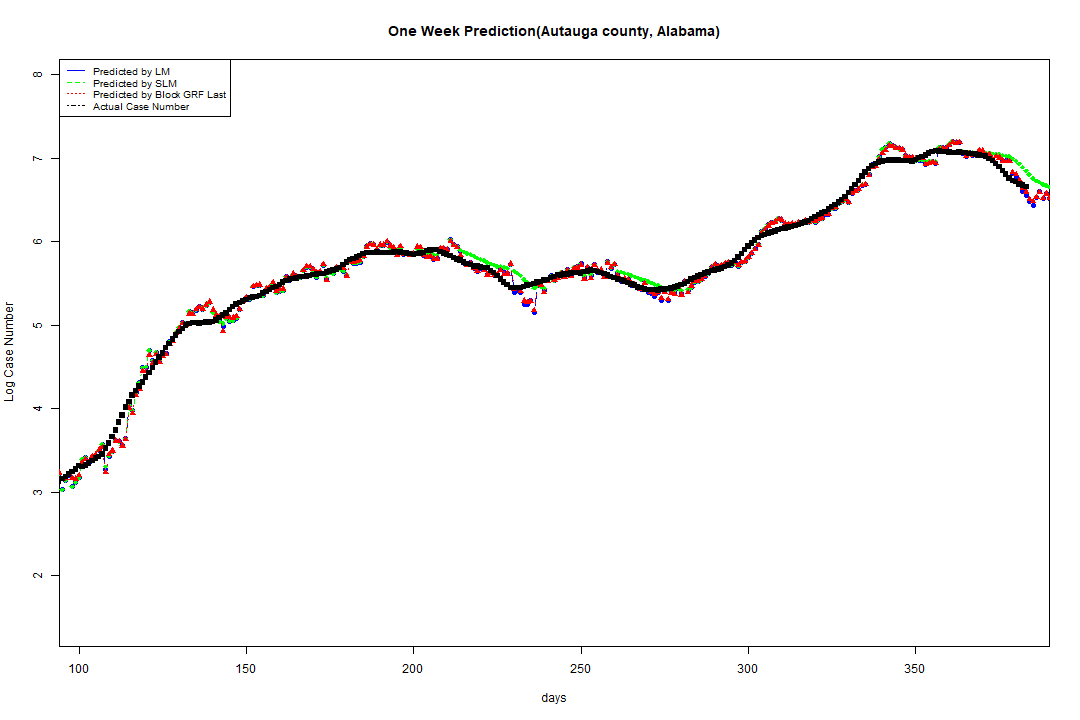 One Week Prediction(Autauga county, Alabama)
Predicted by LM
Predicted by SLM
Predicted by Block GRF Last
Actual Case Number
8
7
6
5
4
3
2
Log Case Number
100 150 200 250 300 350
days